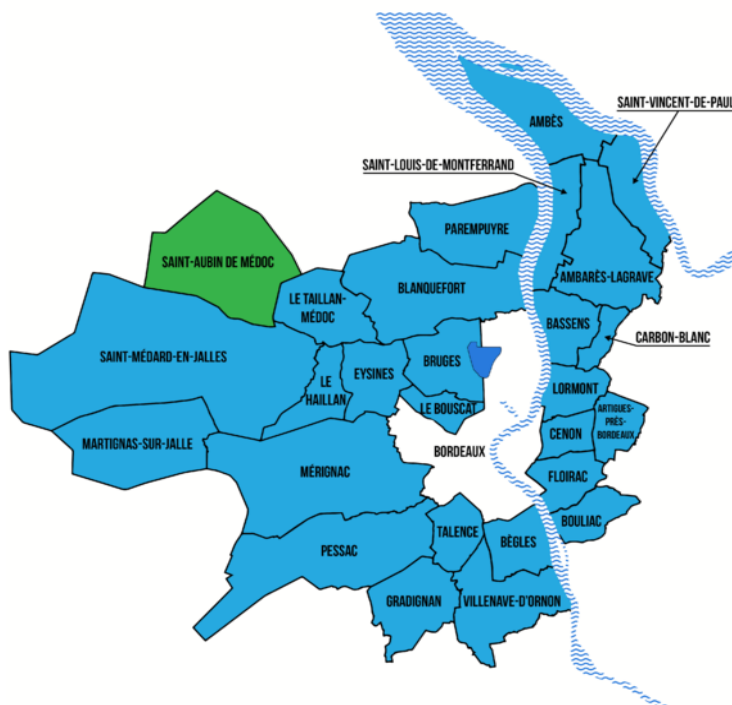 SAINT-VINCENT-DE-PAUL
AMBÈS
SAINT-LOUIS-DE-MONTFERRAND
PAREMPUYRE
SAINT-AUBIN DE MÉDOC
AMBARÈS-LAGRAVE
BLANQUEFORT
LE TAILLAN-
MÉDOC
BASSENS
CARBON-BLANC
SAINT-MÉDARD-EN-JALLES
BRUGES
EYSINES
LE
HAILLAN
LORMONT
LE BOUSCAT
ARTIGUES-
PRÈS-
BORDEAUX
CENON
MARTIGNAS-SUR-JALLE
BORDEAUX
MÉRIGNAC
FLOIRAC
BOULIAC
TALENCE
BÈGLES
PESSAC
GRADIGNAN
VILLENAVE-D'ORNON